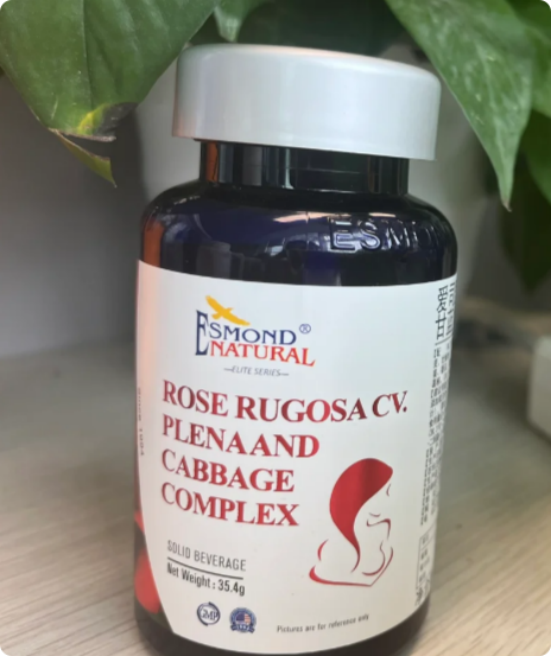 ESM
ESMOND®
NATURAL
—ELITE SERIES—
ROSE RUGOSA CV.
PLENAAND
CABBAGE
COMPLEX
SOLID BEVERAGE
Net Weight: 35.4g
GMP
Pictures are for reference only